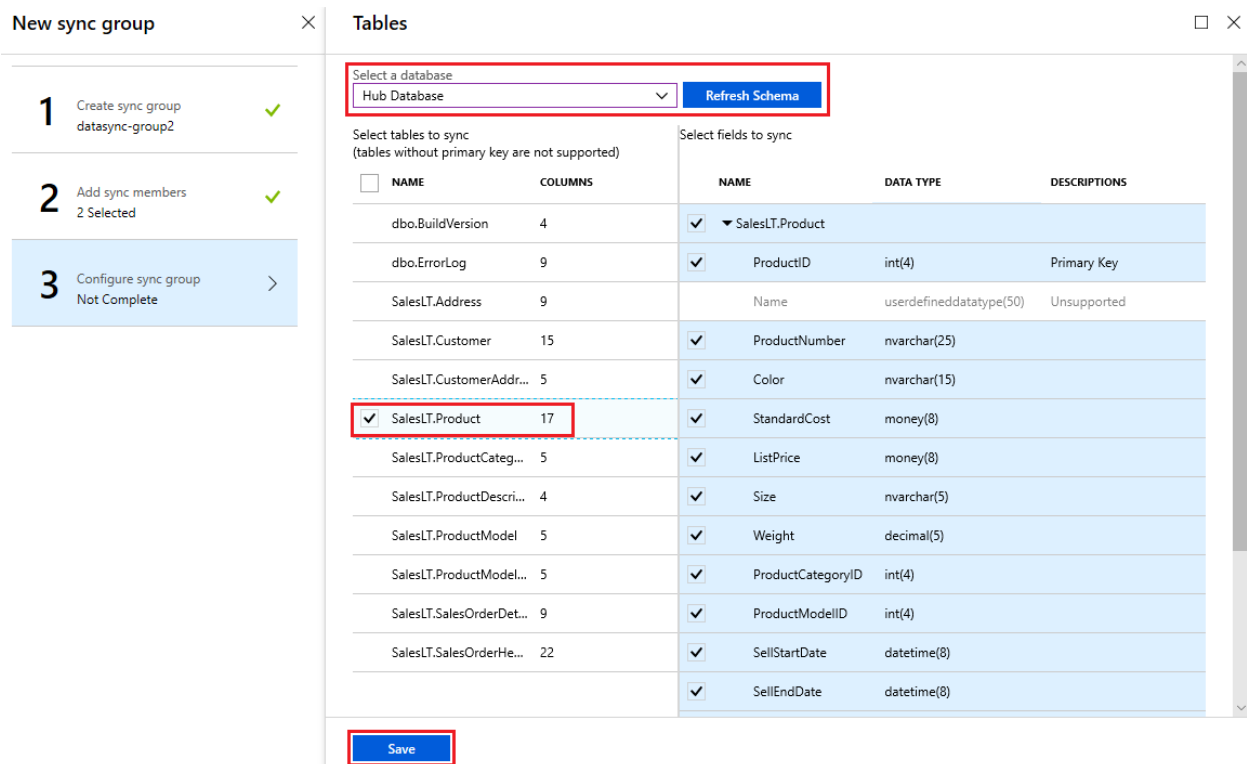 New sync group
Tables
1
Create sync group
datasync-group2
2
Add sync members
2 Selected
3
Configure sync group
Not Complete
Select a database
Hub Database
Refresh Schema
Select tables to sync
(tables without primary key are not supported)
NAME COLUMNS
dbo.BuildVersion 4
dbo.ErrorLog 9
SalesLT.Address 9
SalesLT.Customer 15
SalesLT.CustomerAddr... 5
SalesLT.Product 17
SalesLT.ProductCateg... 5
SalesLT.ProductDescri... 4
SalesLT.ProductModel 5
SalesLT.ProductModel... 5
SalesLT.SalesOrderDet... 9
SalesLT.SalesOrderHe... 22
Select fields to sync
NAME DATA TYPE DESCRIPTIONS
SalesLT.Product
ProductID int(4) Primary Key
Name userdefineddatatype(50) Unsupported
ProductNumber nvarchar(25)
Color nvarchar(15)
StandardCost money(8)
ListPrice money(8)
Size nvarchar(5)
Weight decimal(5)
ProductCategoryID int(4)
ProductModelID int(4)
SellStartDate datetime(8)
SellEndDate datetime(8)
Save